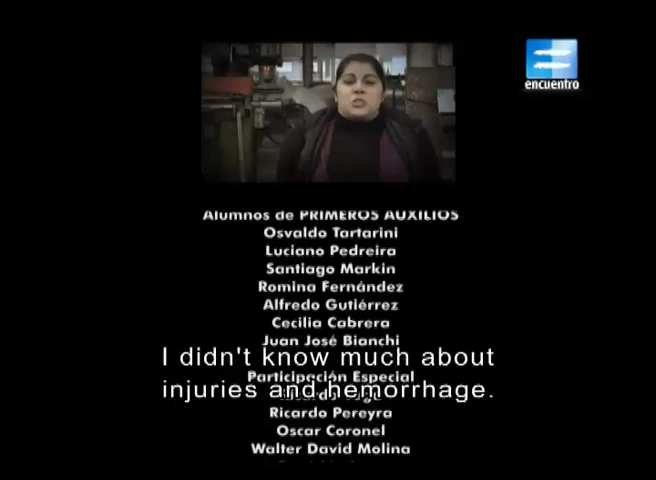 encuentro
Alumnos de PRIMEROS AUXILIOS
Osvaldo Tartarini
Luciano Pedreira
Santiago Markin
Romina Fernández
Alfredo Gutiérrez
Cecilia Cabrera
Juan José Bianchi
I didn't know much about
Participación Especial
injuries and hemorrhage.
Ricardo Pereyra
Oscar Coronel
Walter David Molina